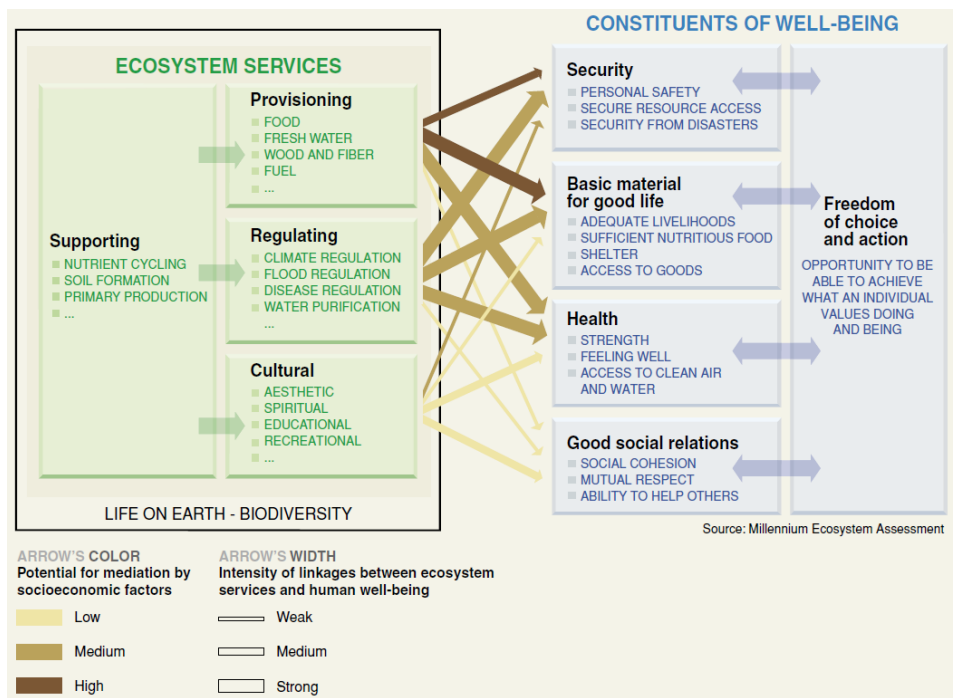 ECOSYSTEM SERVICES
Supporting
NUTRIENT CYCLING
SOIL FORMATION
PRIMARY PRODUCTION
...
Provisioning
FOOD
FRESH WATER
WOOD AND FIBER
FUEL
...
Regulating
CLIMATE REGULATION
FLOOD REGULATION
DISEASE REGULATION
WATER PURIFICATION
...
Cultural
AESTHETIC
SPIRITUAL
EDUCATIONAL
RECREATIONAL
...
LIFE ON EARTH - BIODIVERSITY
CONSTITUENTS OF WELL-BEING
Security
PERSONAL SAFETY
SECURE RESOURCE ACCESS
SECURITY FROM DISASTERS
Basic material
for good life
ADEQUATE LIVELIHOODS
SUFFICIENT NUTRITIOUS FOOD
SHELTER
ACCESS TO GOODS
Health
STRENGTH
FEELING WELL
ACCESS TO CLEAN AIR
AND WATER
Good social relations
SOCIAL COHESION
MUTUAL RESPECT
ABILITY TO HELP OTHERS
Freedom
of choice
and action
OPPORTUNITY TO BE
ABLE TO ACHIEVE
WHAT AN INDIVIDUAL
VALUES DOING
AND BEING
Source: Millennium Ecosystem Assessment
ARROW'S COLOR
Potential for mediation by
socioeconomic factors
Low
Medium
High
ARROW'S WIDTH
Intensity of linkages between ecosystem
services and human well-being
Weak
Medium
Strong